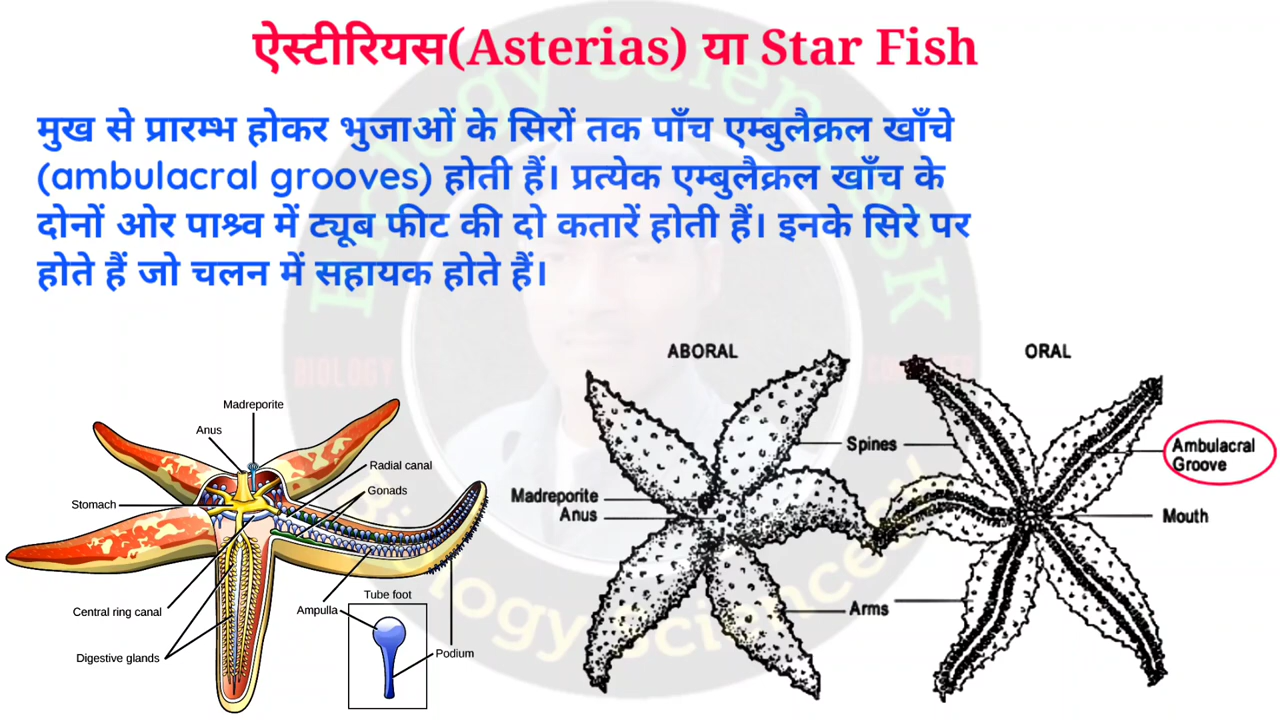 ऐस्टीरियस(Asterias) या Star Fish
मुख से प्रारम्भ होकर भुजाओं के सिरों तक पाँच एम्बुलैक्रल खाँचे
(ambulacral grooves) होती हैं। प्रत्येक एम्बुलैक्रल खाँच के
दोनों ओर पाश्र्व में ट्यूब फीट की दो कतारें होती हैं। इनके सिरे पर
होते हैं जो चलन में सहायक होते हैं।
Madreporite
Anus
Radial canal
Gonads
Stomach
Central ring canal
Digestive glands
Ampulla
Tube foot
Podium
ABORAL
ORAL
Spines
Madreporite
Anus
Arms
Ambulacral
Groove
Mouth
BIOLOGY